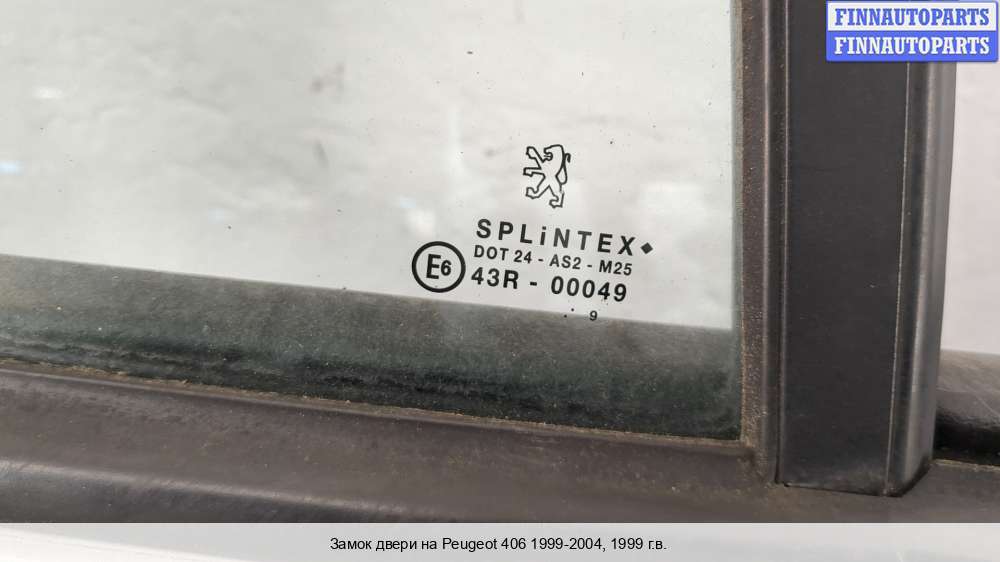 FINNAUTOPARTS
FINNAUTOPARTS
SPLiNTEX
DOT 24 - AS2 - M25
E6
43R - 00049
.. 9
Замок двери на Peugeot 406 1999-2004, 1999 г.в.